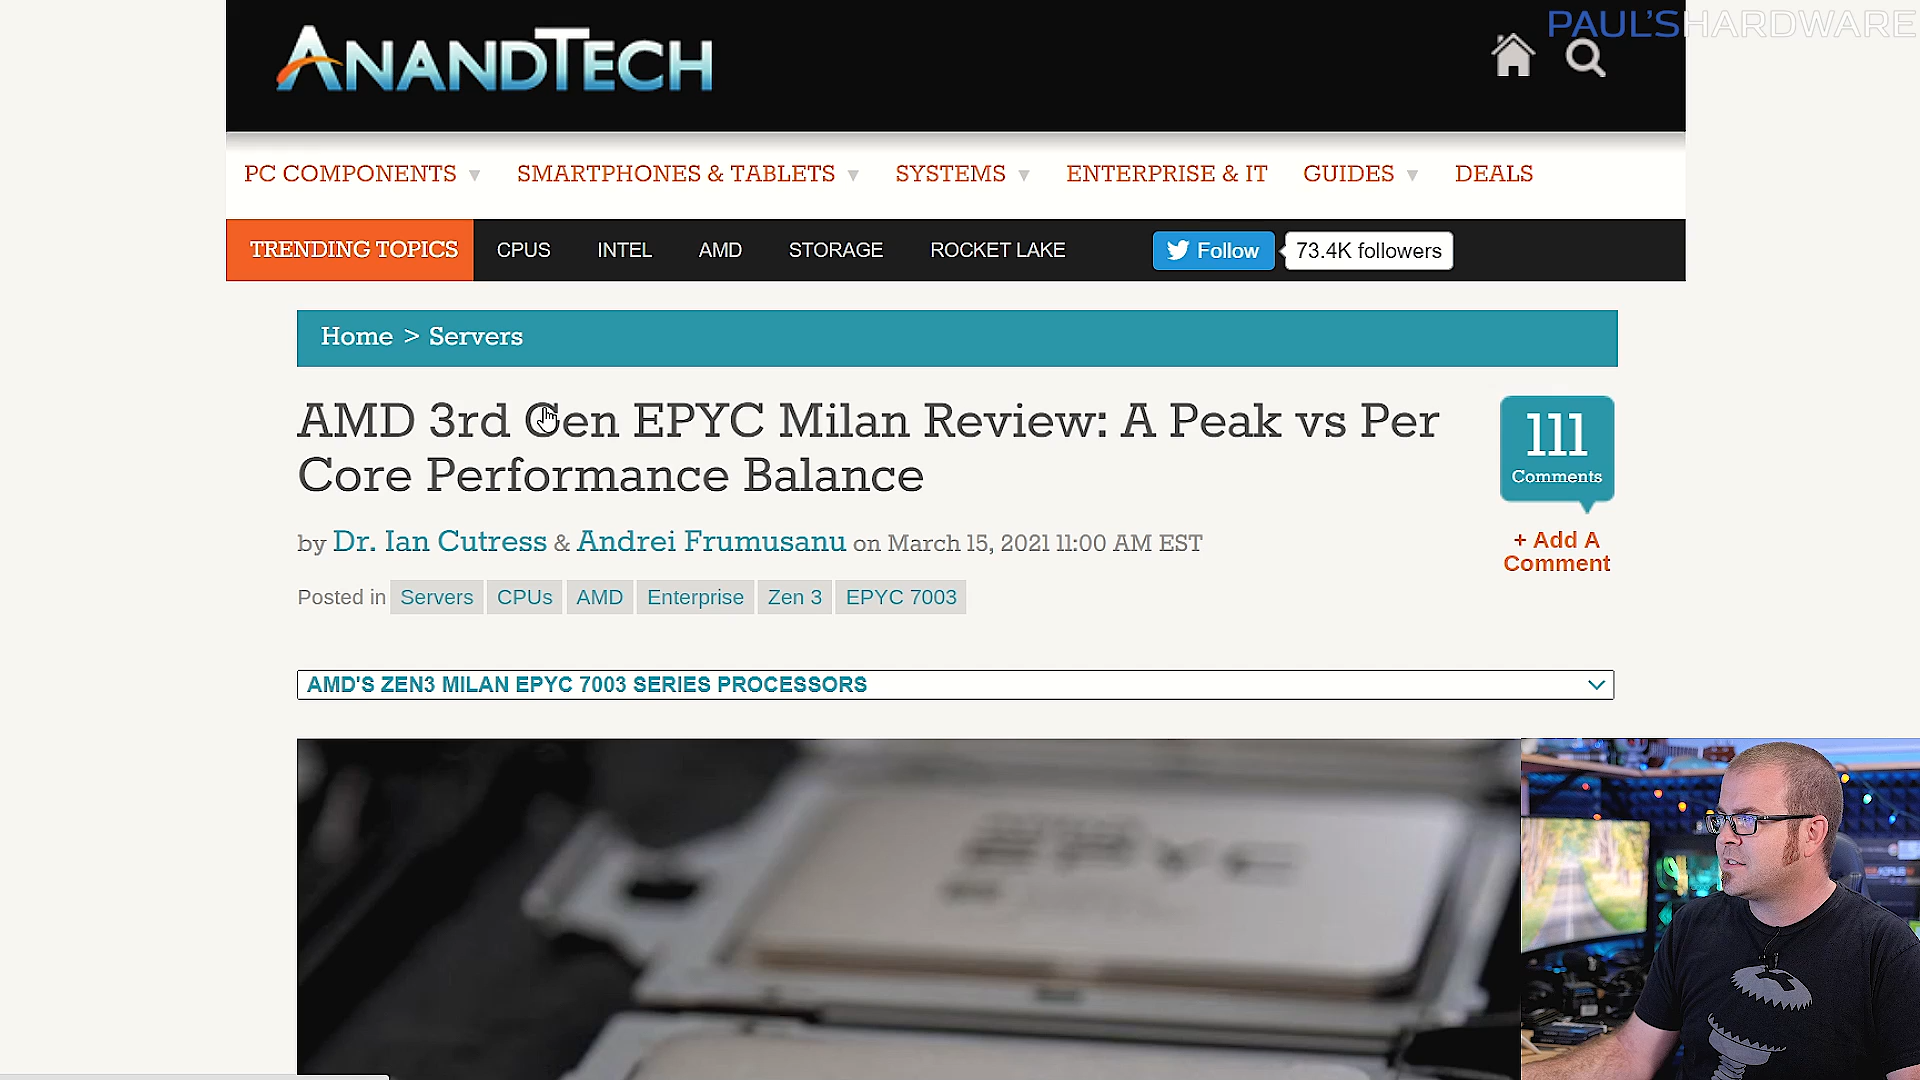 PAUL'SHARDWARE
ANANDTECH
PC COMPONENTS ▼ SMARTPHONES & TABLETS ▼ SYSTEMS ▼ ENTERPRISE & IT GUIDES ▼ DEALS
TRENDING TOPICS CPUS INTEL AMD STORAGE ROCKET LAKE Follow 73.4K followers
Home > Servers
AMD 3rd Gen EPYC Milan Review: A Peak vs Per
Core Performance Balance
111
Comments
+ Add A
Comment
by Dr. Ian Cutress & Andrei Frumusanu on March 15, 2021 11:00 AM EST
Posted in Servers CPUs AMD Enterprise Zen 3 EPYC 7003
AMD'S ZEN3 MILAN EPYC 7003 SERIES PROCESSORS